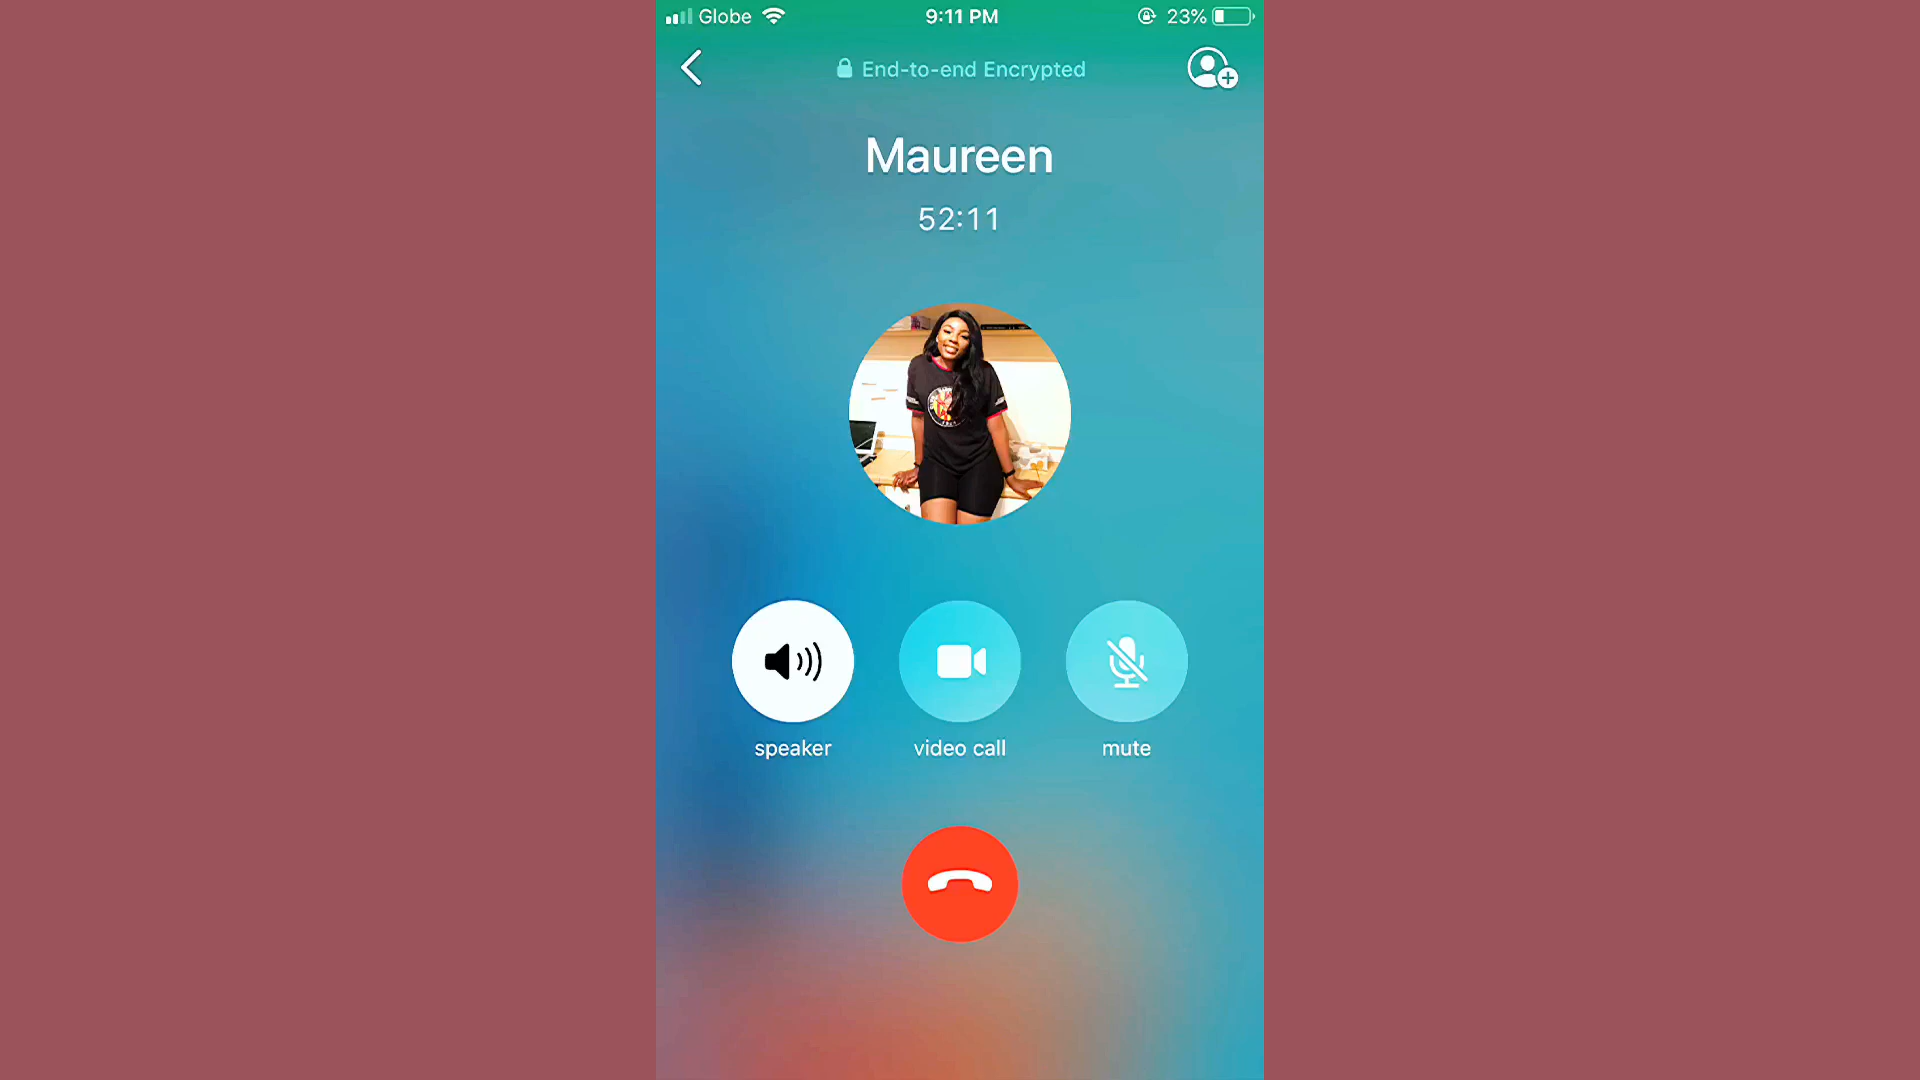 Globe 9:11 PM 23%
End-to-end Encrypted
Maureen
52:11
speaker video call mute